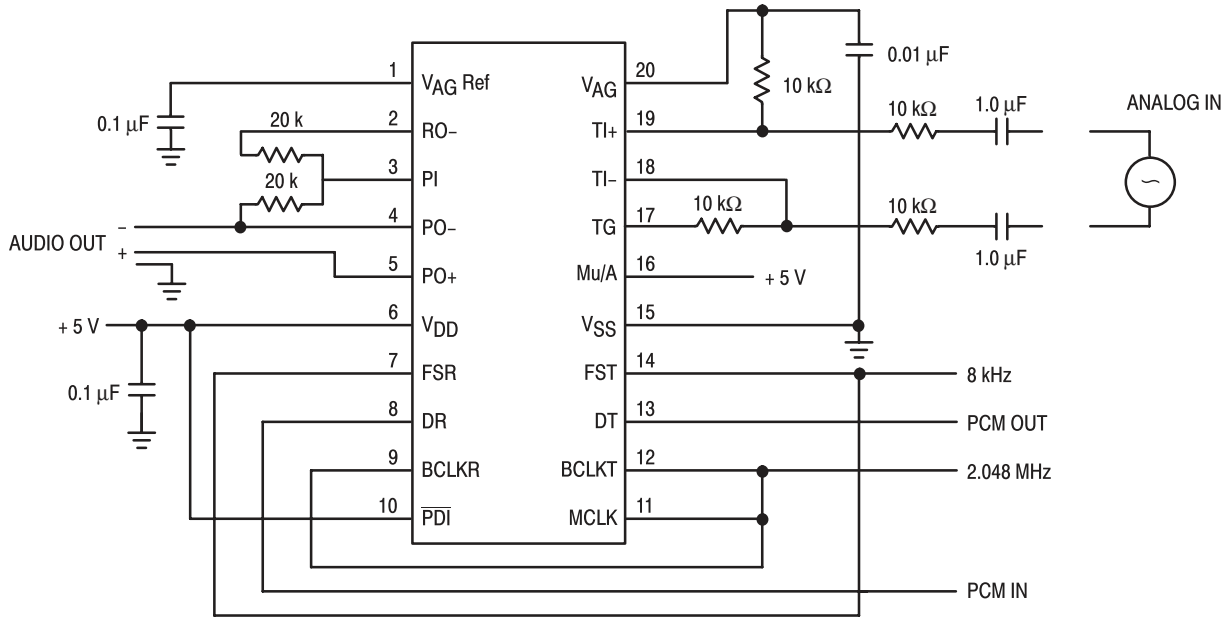 1
V_AG Ref
0.1 μF
2
RO–
20 k
3
PI
20 k
4
PO–
–
AUDIO OUT
+
5
PO+
6
V_DD
+ 5 V
0.1 μF
7
FSR
8
DR
9
BCLKR
10
PDI
20
V_AG
0.01 μF
10 kΩ
19
TI+
10 kΩ
1.0 μF
ANALOG IN
18
TI–
17
TG
10 kΩ
10 kΩ
1.0 μF
16
Mu/A
+ 5 V
15
V_SS
14
FST
8 kHz
13
DT
PCM OUT
12
BCLKT
2.048 MHz
11
MCLK
PCM IN